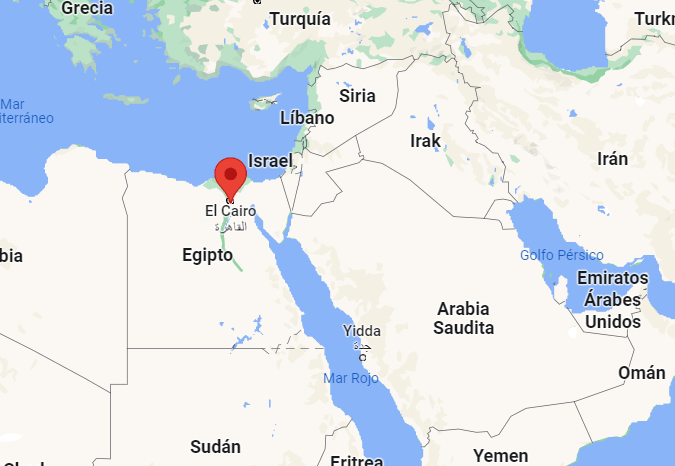 Grecia
Turquía
Turk
Mar
iterráneo
Siria
Líbano
Irak
Irán
Israel
El Cairo
القاهرة
bia
Egipto
Golfo Pérsico
Emiratos
Árabes
Unidos
Arabia
Saudita
Yidda
جدة
Mar Rojo
Omán
Sudán
Eritrea
Yemen